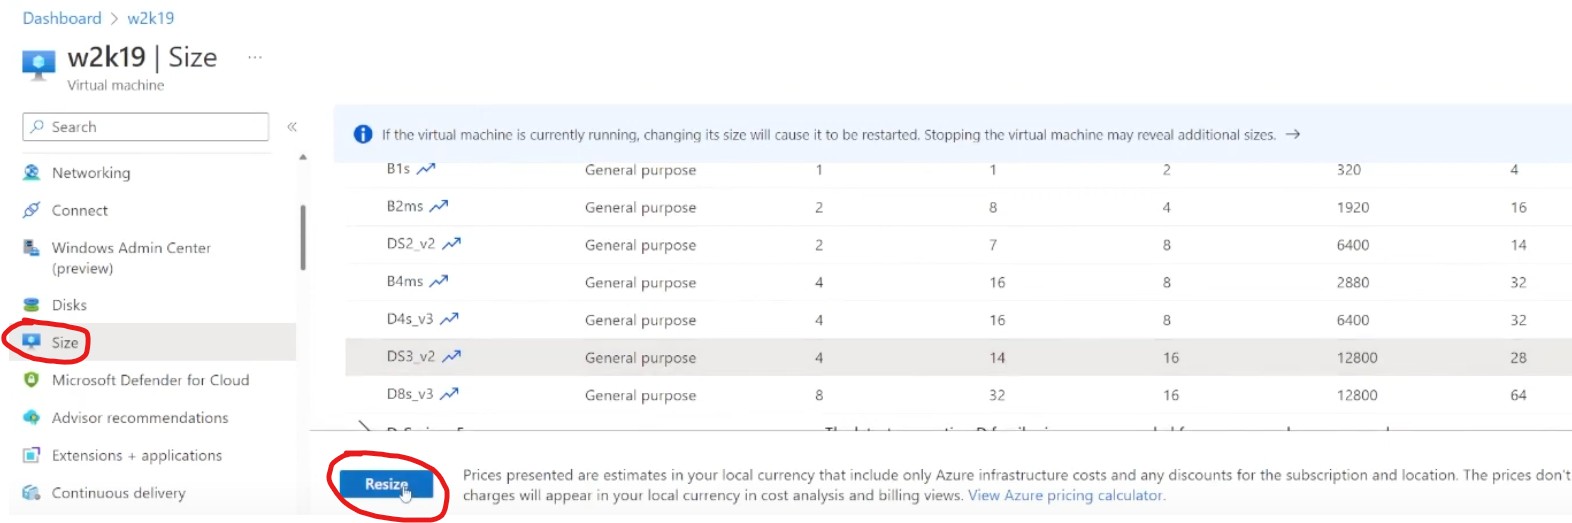 Dashboard > w2k19
w2k19 | Size ...
Virtual machine
Search «
Networking
Connect
Windows Admin Center
(preview)
Disks
Size
Microsoft Defender for Cloud
Advisor recommendations
Extensions + applications
Continuous delivery
If the virtual machine is currently running, changing its size will cause it to be restarted. Stopping the virtual machine may reveal additional sizes. →
B1s General purpose 1 1 2 320 4
B2ms General purpose 2 8 4 1920 16
DS2_v2 General purpose 2 7 8 6400 14
B4ms General purpose 4 16 8 2880 32
D4s_v3 General purpose 4 16 8 6400 32
DS3_v2 General purpose 4 14 16 12800 28
D8s_v3 General purpose 8 32 16 12800 64
Resize
Prices presented are estimates in your local currency that include only Azure infrastructure costs and any discounts for the subscription and location. The prices don't
charges will appear in your local currency in cost analysis and billing views. View Azure pricing calculator.